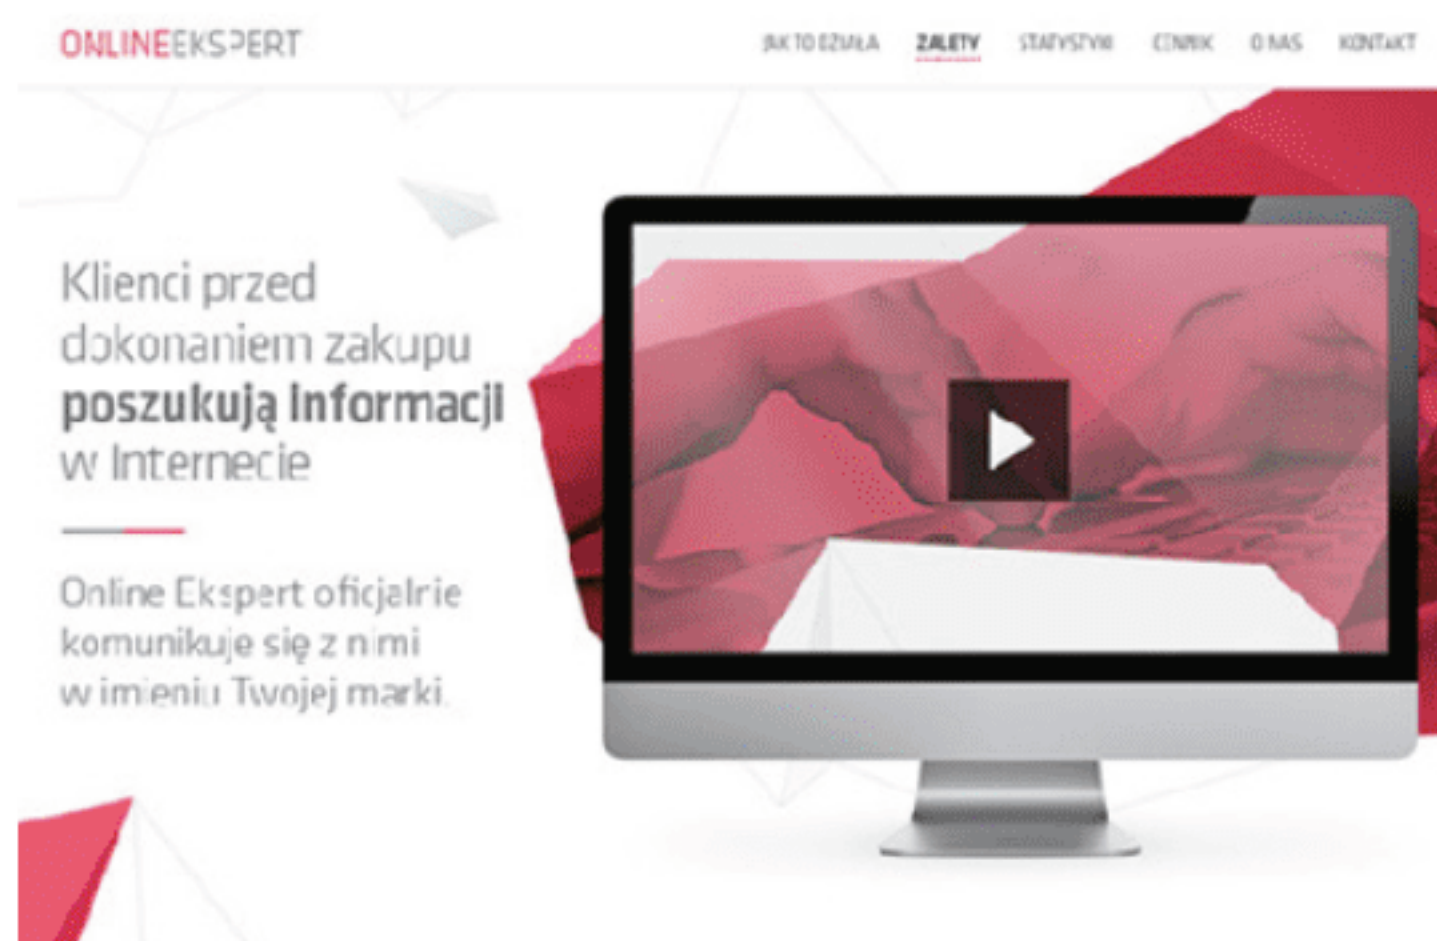 ONLINEEKSPERT
JAK TO DZIAŁA ZALETY STATYSTYKI CENNIK O NAS KONTAKT
Klienci przed
dokonaniem zakupu
poszukują informacji
w Internecie
Online Ekspert oficjalnie
komunikuje się z nimi
w imieniu Twojej marki.